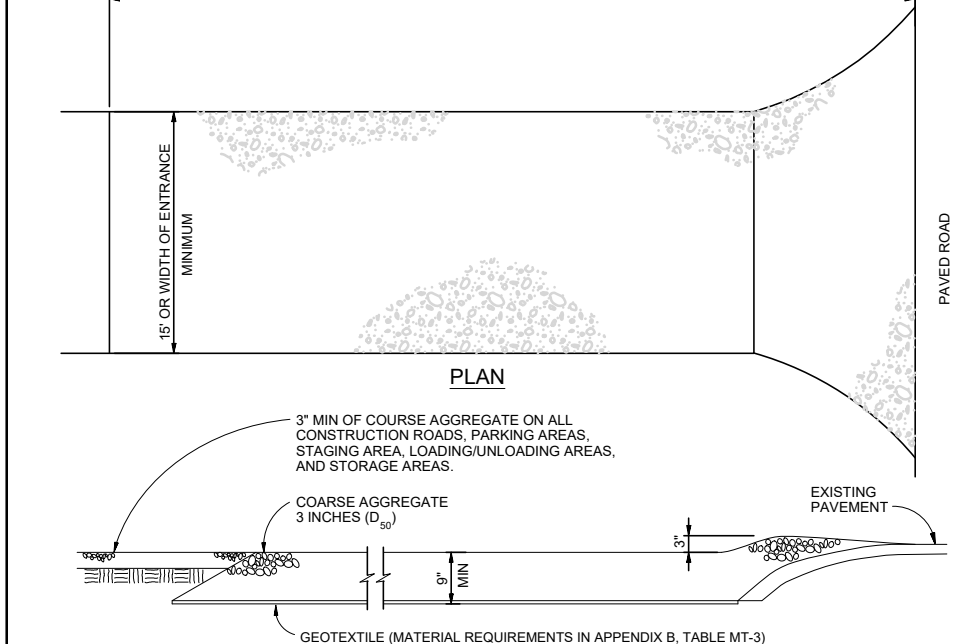 15' OR WIDTH OF ENTRANCE
MINIMUM
PAVED ROAD
PLAN
3" MIN OF COURSE AGGREGATE ON ALL
CONSTRUCTION ROADS, PARKING AREAS,
STAGING AREA, LOADING/UNLOADING AREAS,
AND STORAGE AREAS.
COARSE AGGREGATE
3 INCHES (D50)
EXISTING
PAVEMENT
3"
9"
MIN
GEOTEXTILE (MATERIAL REQUIREMENTS IN APPENDIX B, TABLE MT-3)